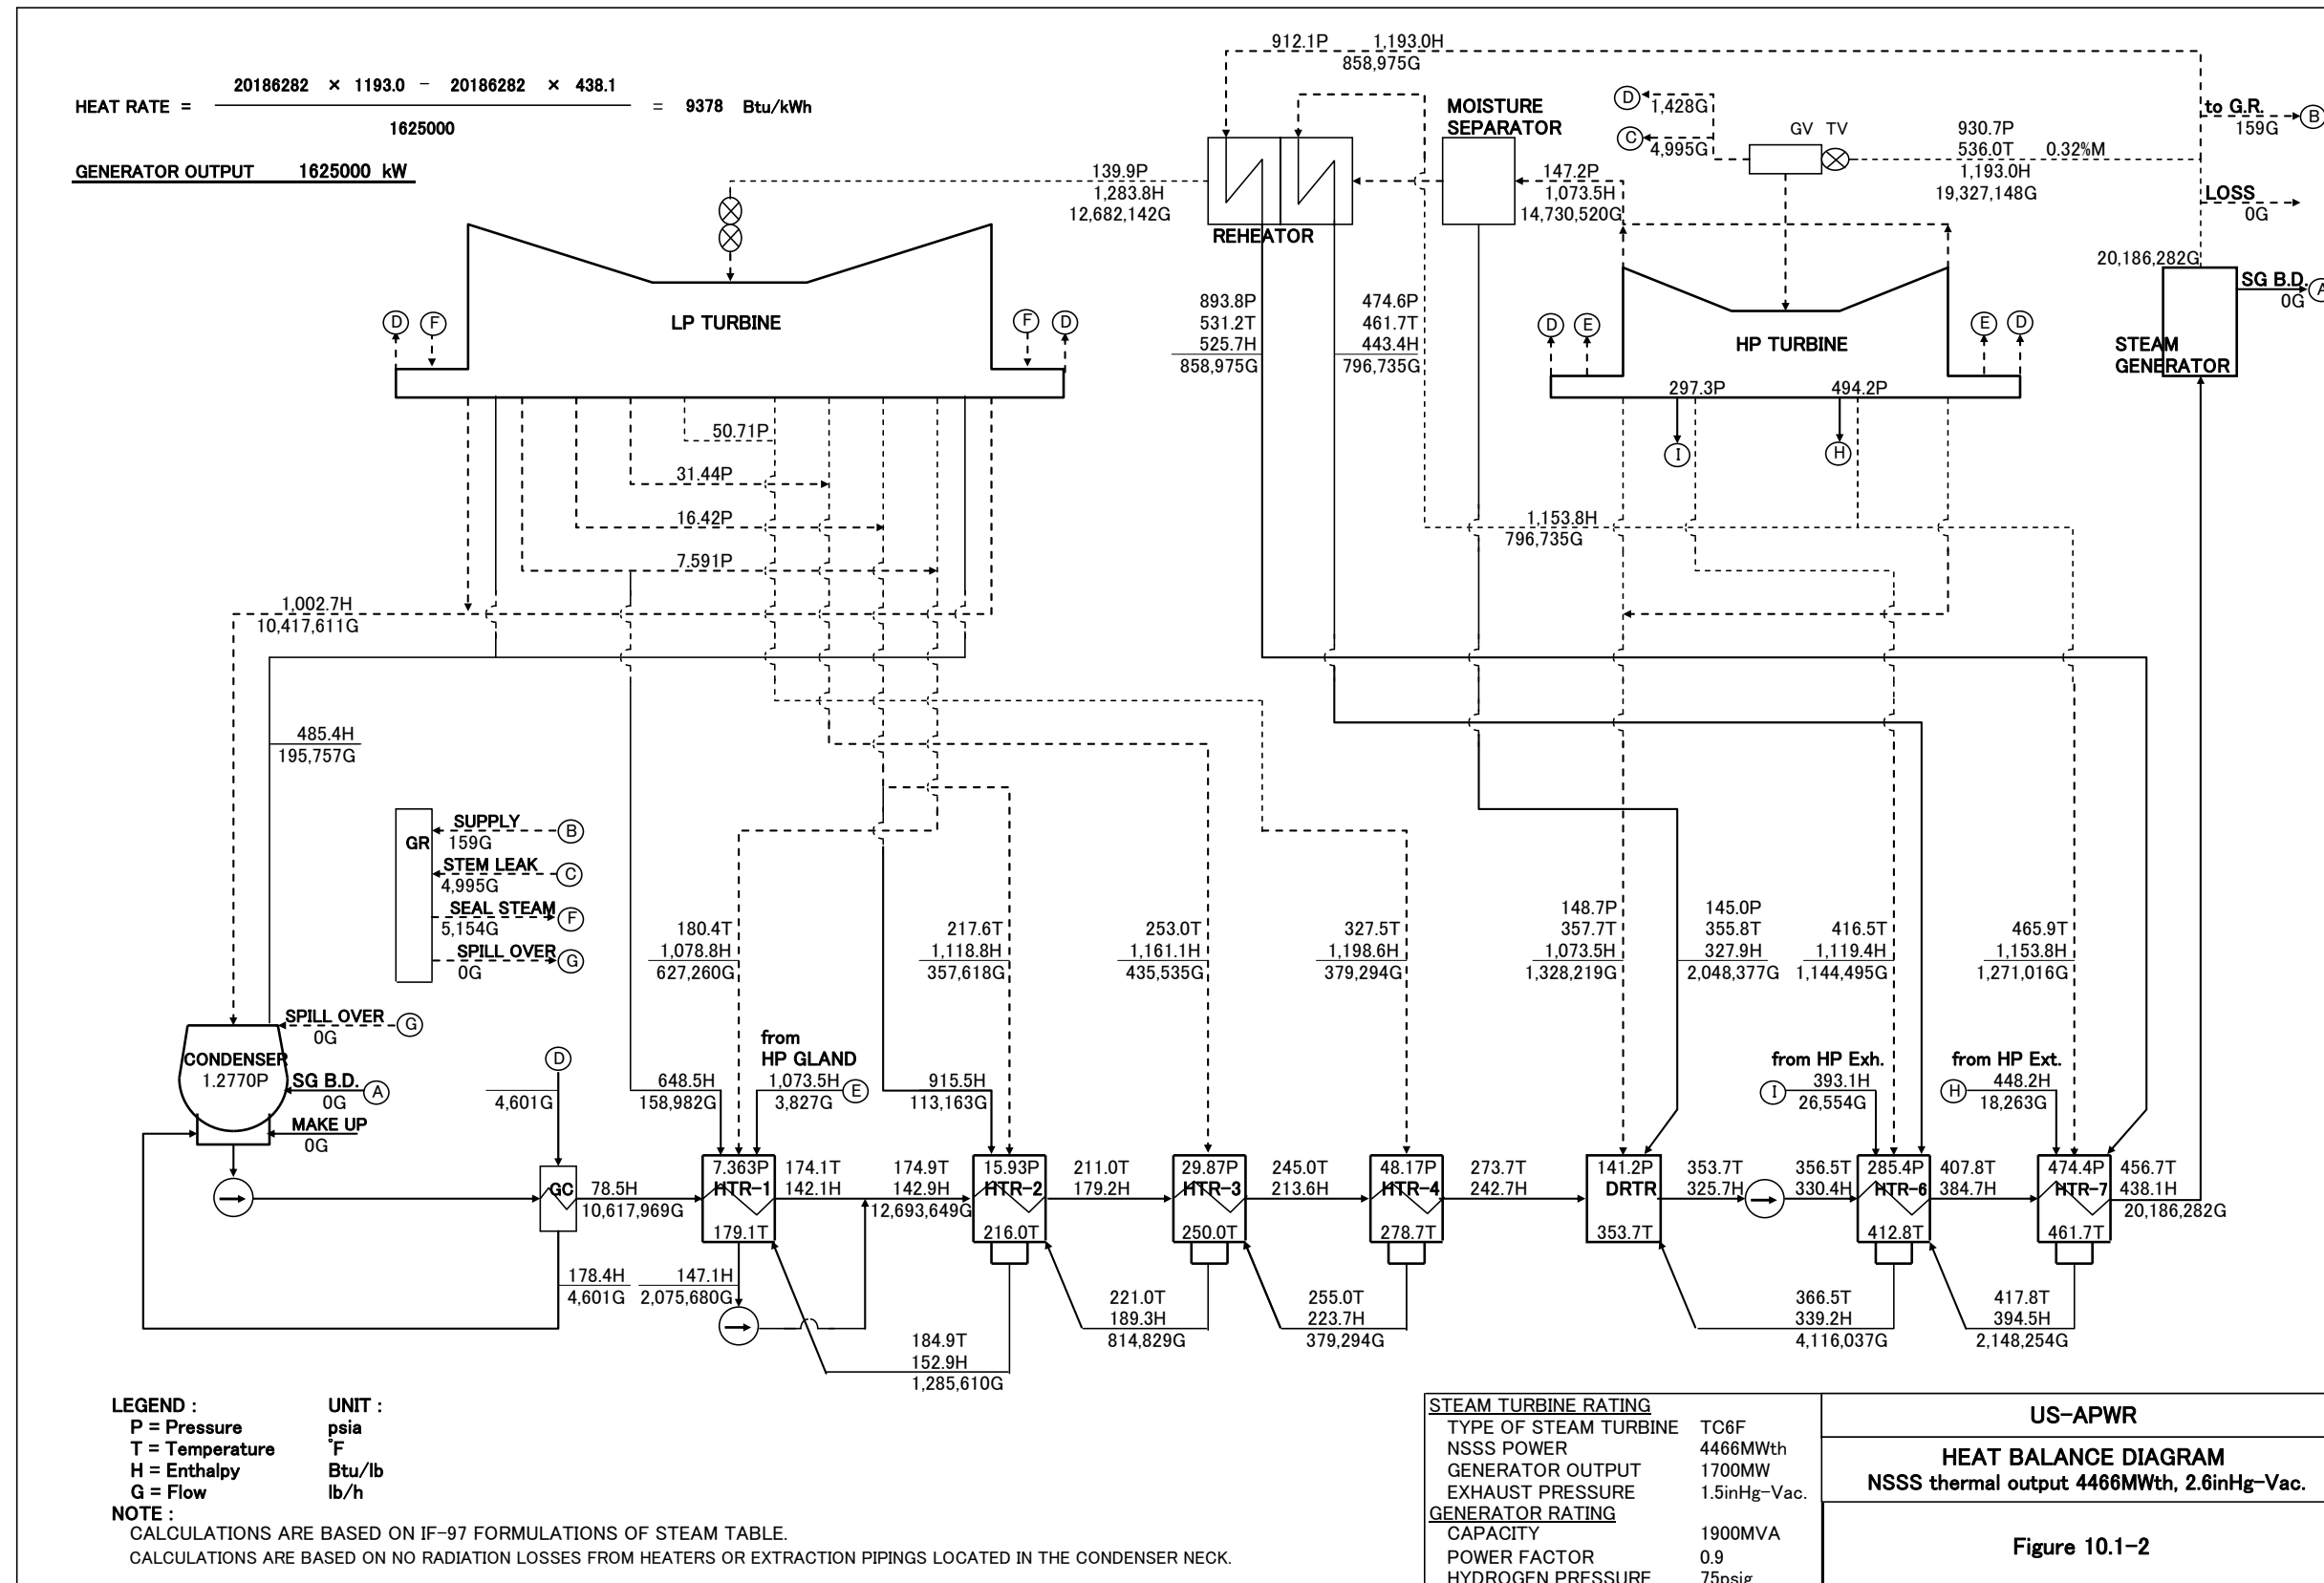 912.1P 1,193.0H
858,975G
20186282 × 1193.0 − 20186282 × 438.1
HEAT RATE = = 9378 Btu/kWh
1625000
GENERATOR OUTPUT 1625000 kW
MOISTURE
SEPARATOR
D
1,428G
C
4,995G
GV TV
930.7P
536.0T 0.32%M
1,193.0H
19,327,148G
to G.R.
159G
B
LOSS
0G
139.9P
1,283.8H
12,682,142G
REHEATOR
147.2P
1,073.5H
14,730,520G
20,186,282G
SG B.D.
0G
A
STEAM
GENERATOR
D
F
LP TURBINE
F
D
893.8P
531.2T
525.7H
858,975G
474.6P
461.7T
443.4H
796,735G
D
E
HP TURBINE
E
D
297.3P
494.2P
I
H
50.71P
31.44P
16.42P
7.591P
1,153.8H
796,735G
1,002.7H
10,417,611G
485.4H
195,757G
GR
SUPPLY
159G
B
STEM LEAK
4,995G
C
SEAL STEAM
5,154G
F
SPILL OVER
0G
G
180.4T
1,078.8H
627,260G
217.6T
1,118.8H
357,618G
253.0T
1,161.1H
435,535G
327.5T
1,198.6H
379,294G
148.7P
357.7T
1,073.5H
1,328,219G
145.0P
355.8T
327.9H
2,048,377G
416.5T
1,119.4H
1,144,495G
465.9T
1,153.8H
1,271,016G
SPILL OVER
0G
G
CONDENSER
1.2770P
SG B.D.
0G
A
MAKE UP
0G
D
4,601G
648.5H
158,982G
from
HP GLAND
1,073.5H
3,827G
E
915.5H
113,163G
from HP Exh.
I
393.1H
26,554G
from HP Ext.
H
448.2H
18,263G
GC
78.5H
10,617,969G
7.363P
HTR-1
179.1T
174.1T
142.1H
174.9T
142.9H
12,693,649G
15.93P
HTR-2
216.0T
211.0T
179.2H
29.87P
HTR-3
250.0T
245.0T
213.6H
48.17P
HTR-4
278.7T
273.7T
242.7H
141.2P
DRTR
353.7T
353.7T
325.7H
356.5T
330.4H
285.4P
HTR-6
412.8T
407.8T
384.7H
474.4P
HTR-7
461.7T
456.7T
438.1H
20,186,282G
178.4H
4,601G
147.1H
2,075,680G
184.9T
152.9H
1,285,610G
221.0T
189.3H
814,829G
255.0T
223.7H
379,294G
366.5T
339.2H
4,116,037G
417.8T
394.5H
2,148,254G
LEGEND : UNIT :
P = Pressure psia
T = Temperature °F
H = Enthalpy Btu/lb
G = Flow lb/h
NOTE :
CALCULATIONS ARE BASED ON IF-97 FORMULATIONS OF STEAM TABLE.
CALCULATIONS ARE BASED ON NO RADIATION LOSSES FROM HEATERS OR EXTRACTION PIPINGS LOCATED IN THE CONDENSER NECK.
STEAM TURBINE RATING
TYPE OF STEAM TURBINE TC6F
NSSS POWER 4466MWth
GENERATOR OUTPUT 1700MW
EXHAUST PRESSURE 1.5inHg-Vac.
GENERATOR RATING
CAPACITY 1900MVA
POWER FACTOR 0.9
HYDROGEN PRESSURE 75psig
US-APWR
HEAT BALANCE DIAGRAM
NSSS thermal output 4466MWth, 2.6inHg-Vac.
Figure 10.1-2